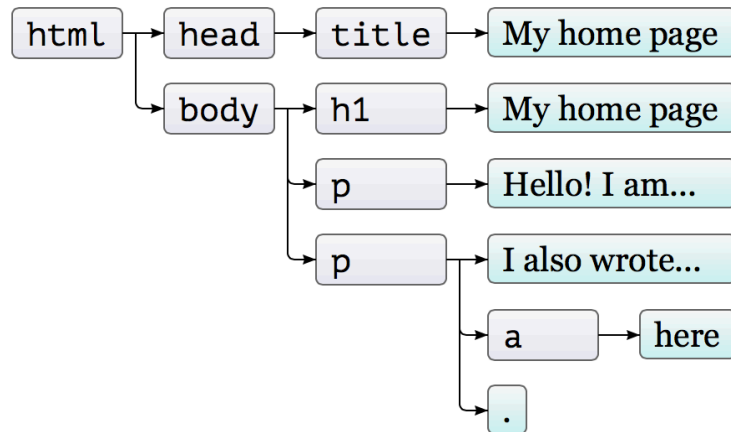 html head title My home page
body h1 My home page
p Hello! I am...
p I also wrote...
a here
.